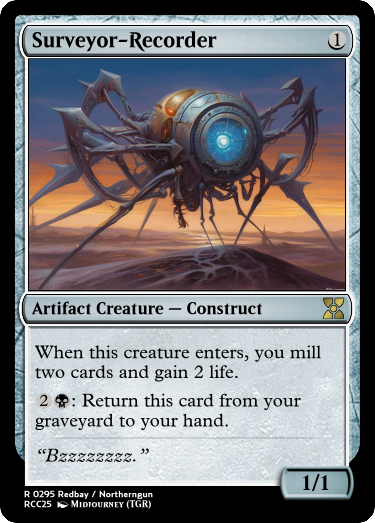 Surveyor-Recorder 1
Artifact Creature — Construct
When this creature enters, you mill
two cards and gain 2 life.
2 : Return this card from your
graveyard to your hand.
“Bzzzzzzzz.”
1/1
R 0295 Redbay / Northerngun
RCC25 Midjourney (TGR)